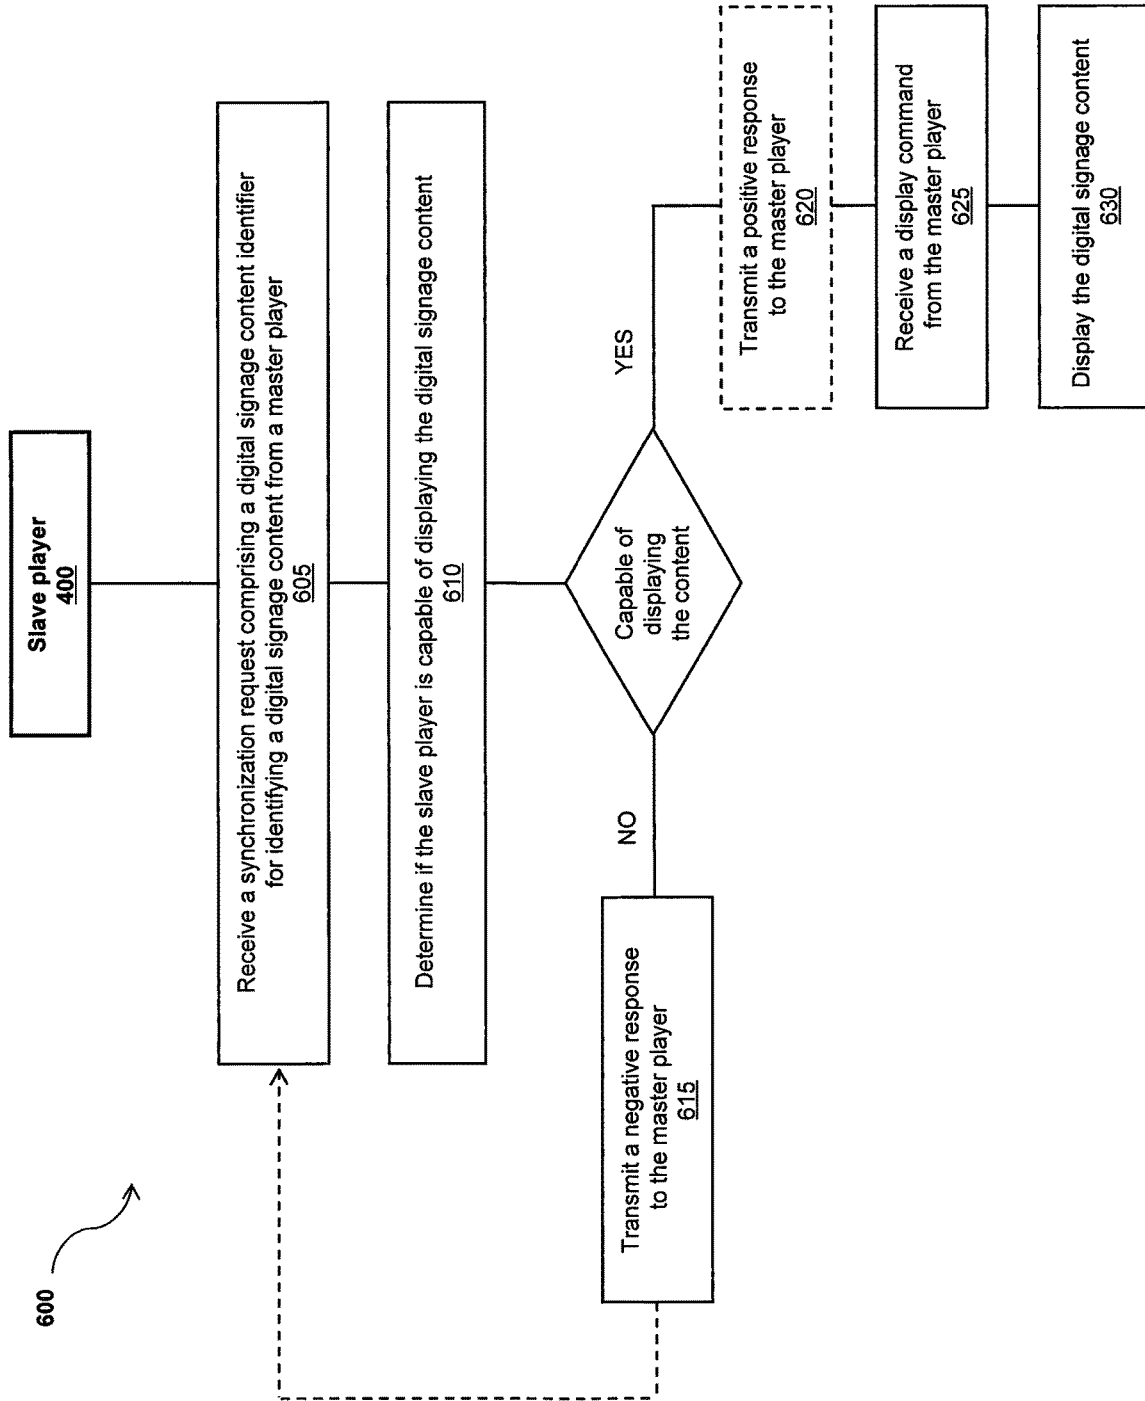 600
Slave player
400
Receive a synchronization request comprising a digital signage content identifier
for identifying a digital signage content from a master player
605
Determine if the slave player is capable of displaying the digital signage content
610
Capable of
displaying
the content
NO
YES
Transmit a negative response
to the master player
615
Transmit a positive response
to the master player
620
Receive a display command
from the master player
625
Display the digital signage content
630